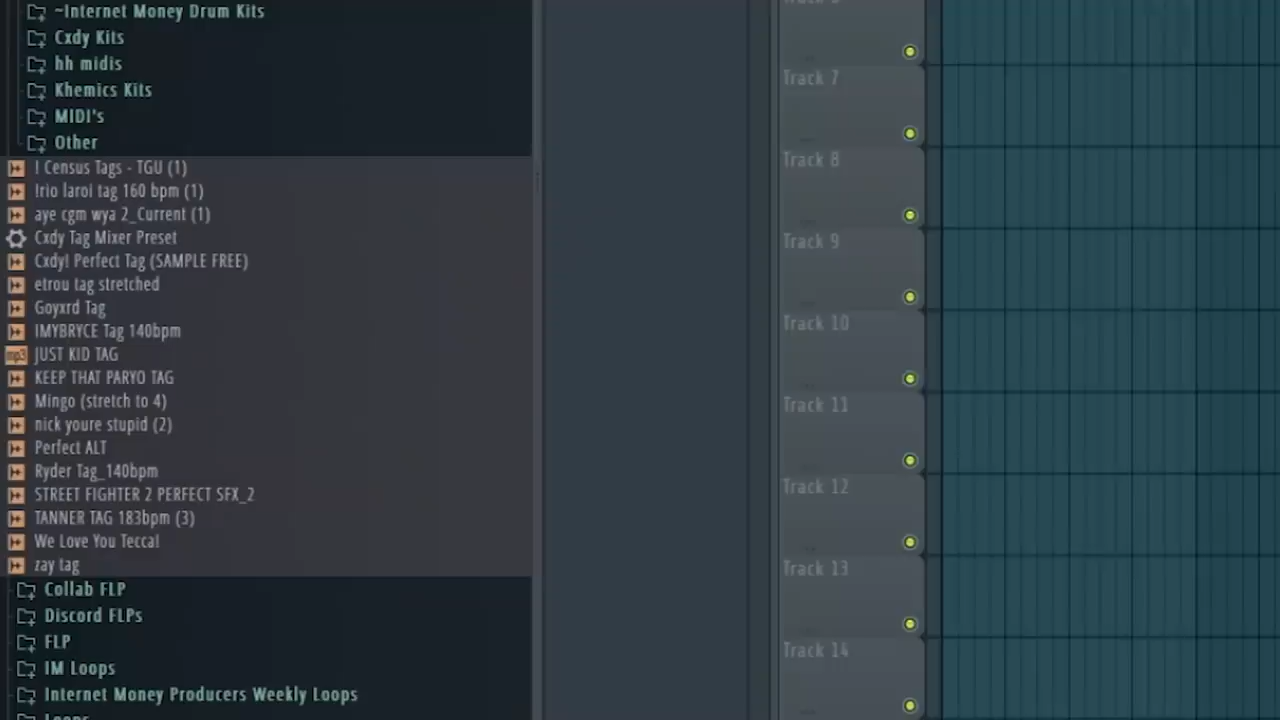 ~Internet Money Drum Kits
Cxdy Kits
hh midis
Khemics Kits
MIDI's
Other
! Census Tags - TGU (1)
!rio laroi tag 160 bpm (1)
aye cgm wya 2_Current (1)
Cxdy Tag Mixer Preset
Cxdy! Perfect Tag (SAMPLE FREE)
etrou tag stretched
Goyxrd Tag
IMYBRYCE Tag 140bpm
mp3 JUST KID TAG
KEEP THAT PARYO TAG
Mingo (stretch to 4)
nick youre stupid (2)
Perfect ALT
Ryder Tag_140bpm
STREET FIGHTER 2 PERFECT SFX_2
TANNER TAG 183bpm (3)
We Love You Tecca!
zay tag
Collab FLP
Discord FLPs
FLP
IM Loops
Internet Money Producers Weekly Loops
Loops
Track 7
Track 8
Track 9
Track 10
Track 11
Track 12
Track 13
Track 14